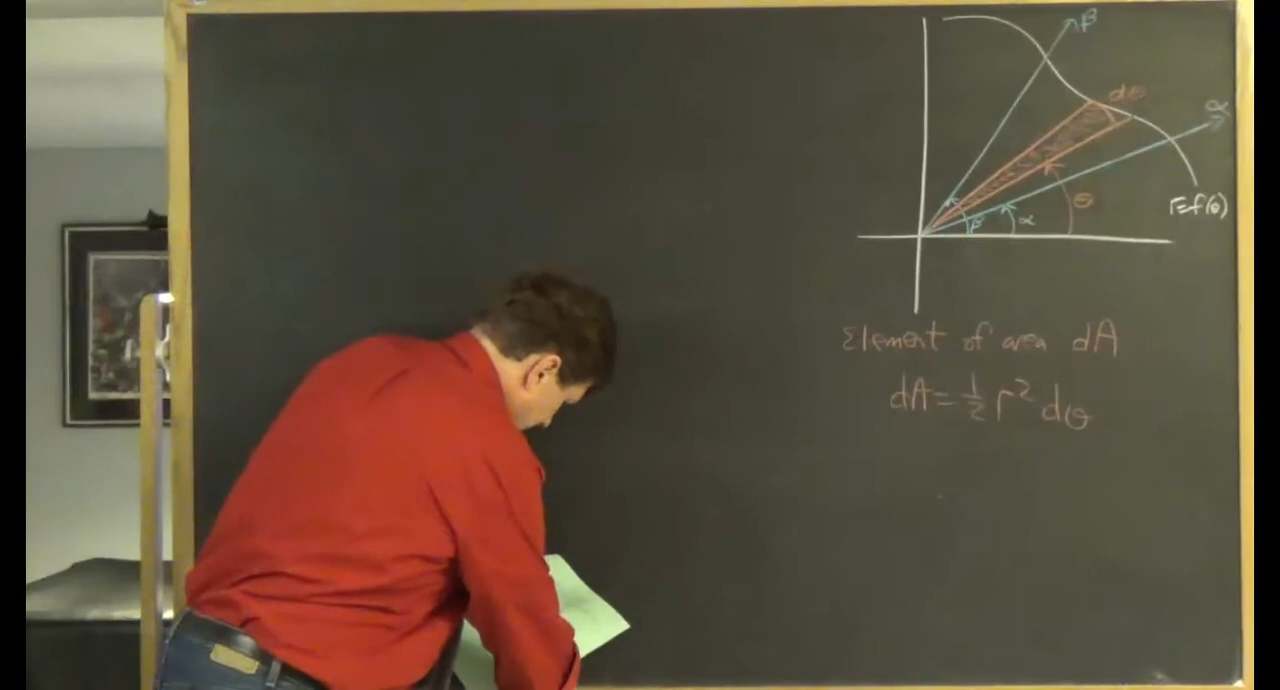 β
dθ
α
θ
r=f(θ)
β
α
Element of area dA
dA = ½ r² dθ